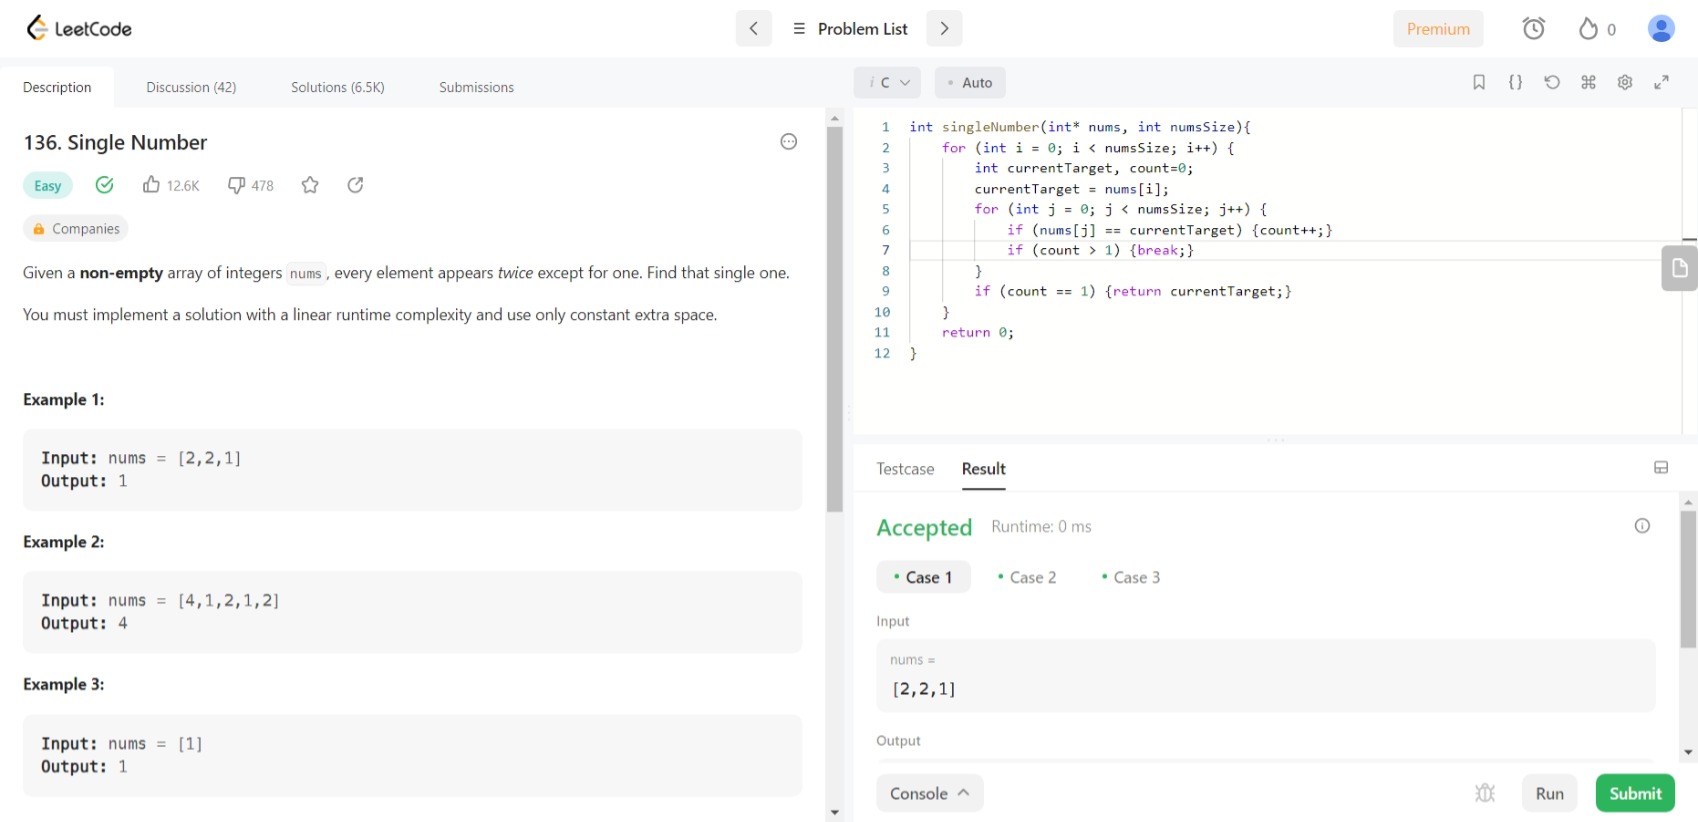 LeetCode
Problem List
Premium
0
Description
Discussion (42)
Solutions (6.5K)
Submissions
i C
Auto
136. Single Number
Easy
12.6K
478
Companies
Given a non-empty array of integers nums, every element appears twice except for one. Find that single one.
You must implement a solution with a linear runtime complexity and use only constant extra space.
Example 1:
Input: nums = [2,2,1]
Output: 1
Example 2:
Input: nums = [4,1,2,1,2]
Output: 4
Example 3:
Input: nums = [1]
Output: 1
1 int singleNumber(int* nums, int numsSize){
2     for (int i = 0; i < numsSize; i++) {
3         int currentTarget, count=0;
4         currentTarget = nums[i];
5         for (int j = 0; j < numsSize; j++) {
6             if (nums[j] == currentTarget) {count++;}
7             if (count > 1) {break;}
8         }
9         if (count == 1) {return currentTarget;}
10     }
11     return 0;
12 }
Testcase
Result
Accepted
Runtime: 0 ms
Case 1
Case 2
Case 3
Input
nums =
[2,2,1]
Output
Console
Run
Submit